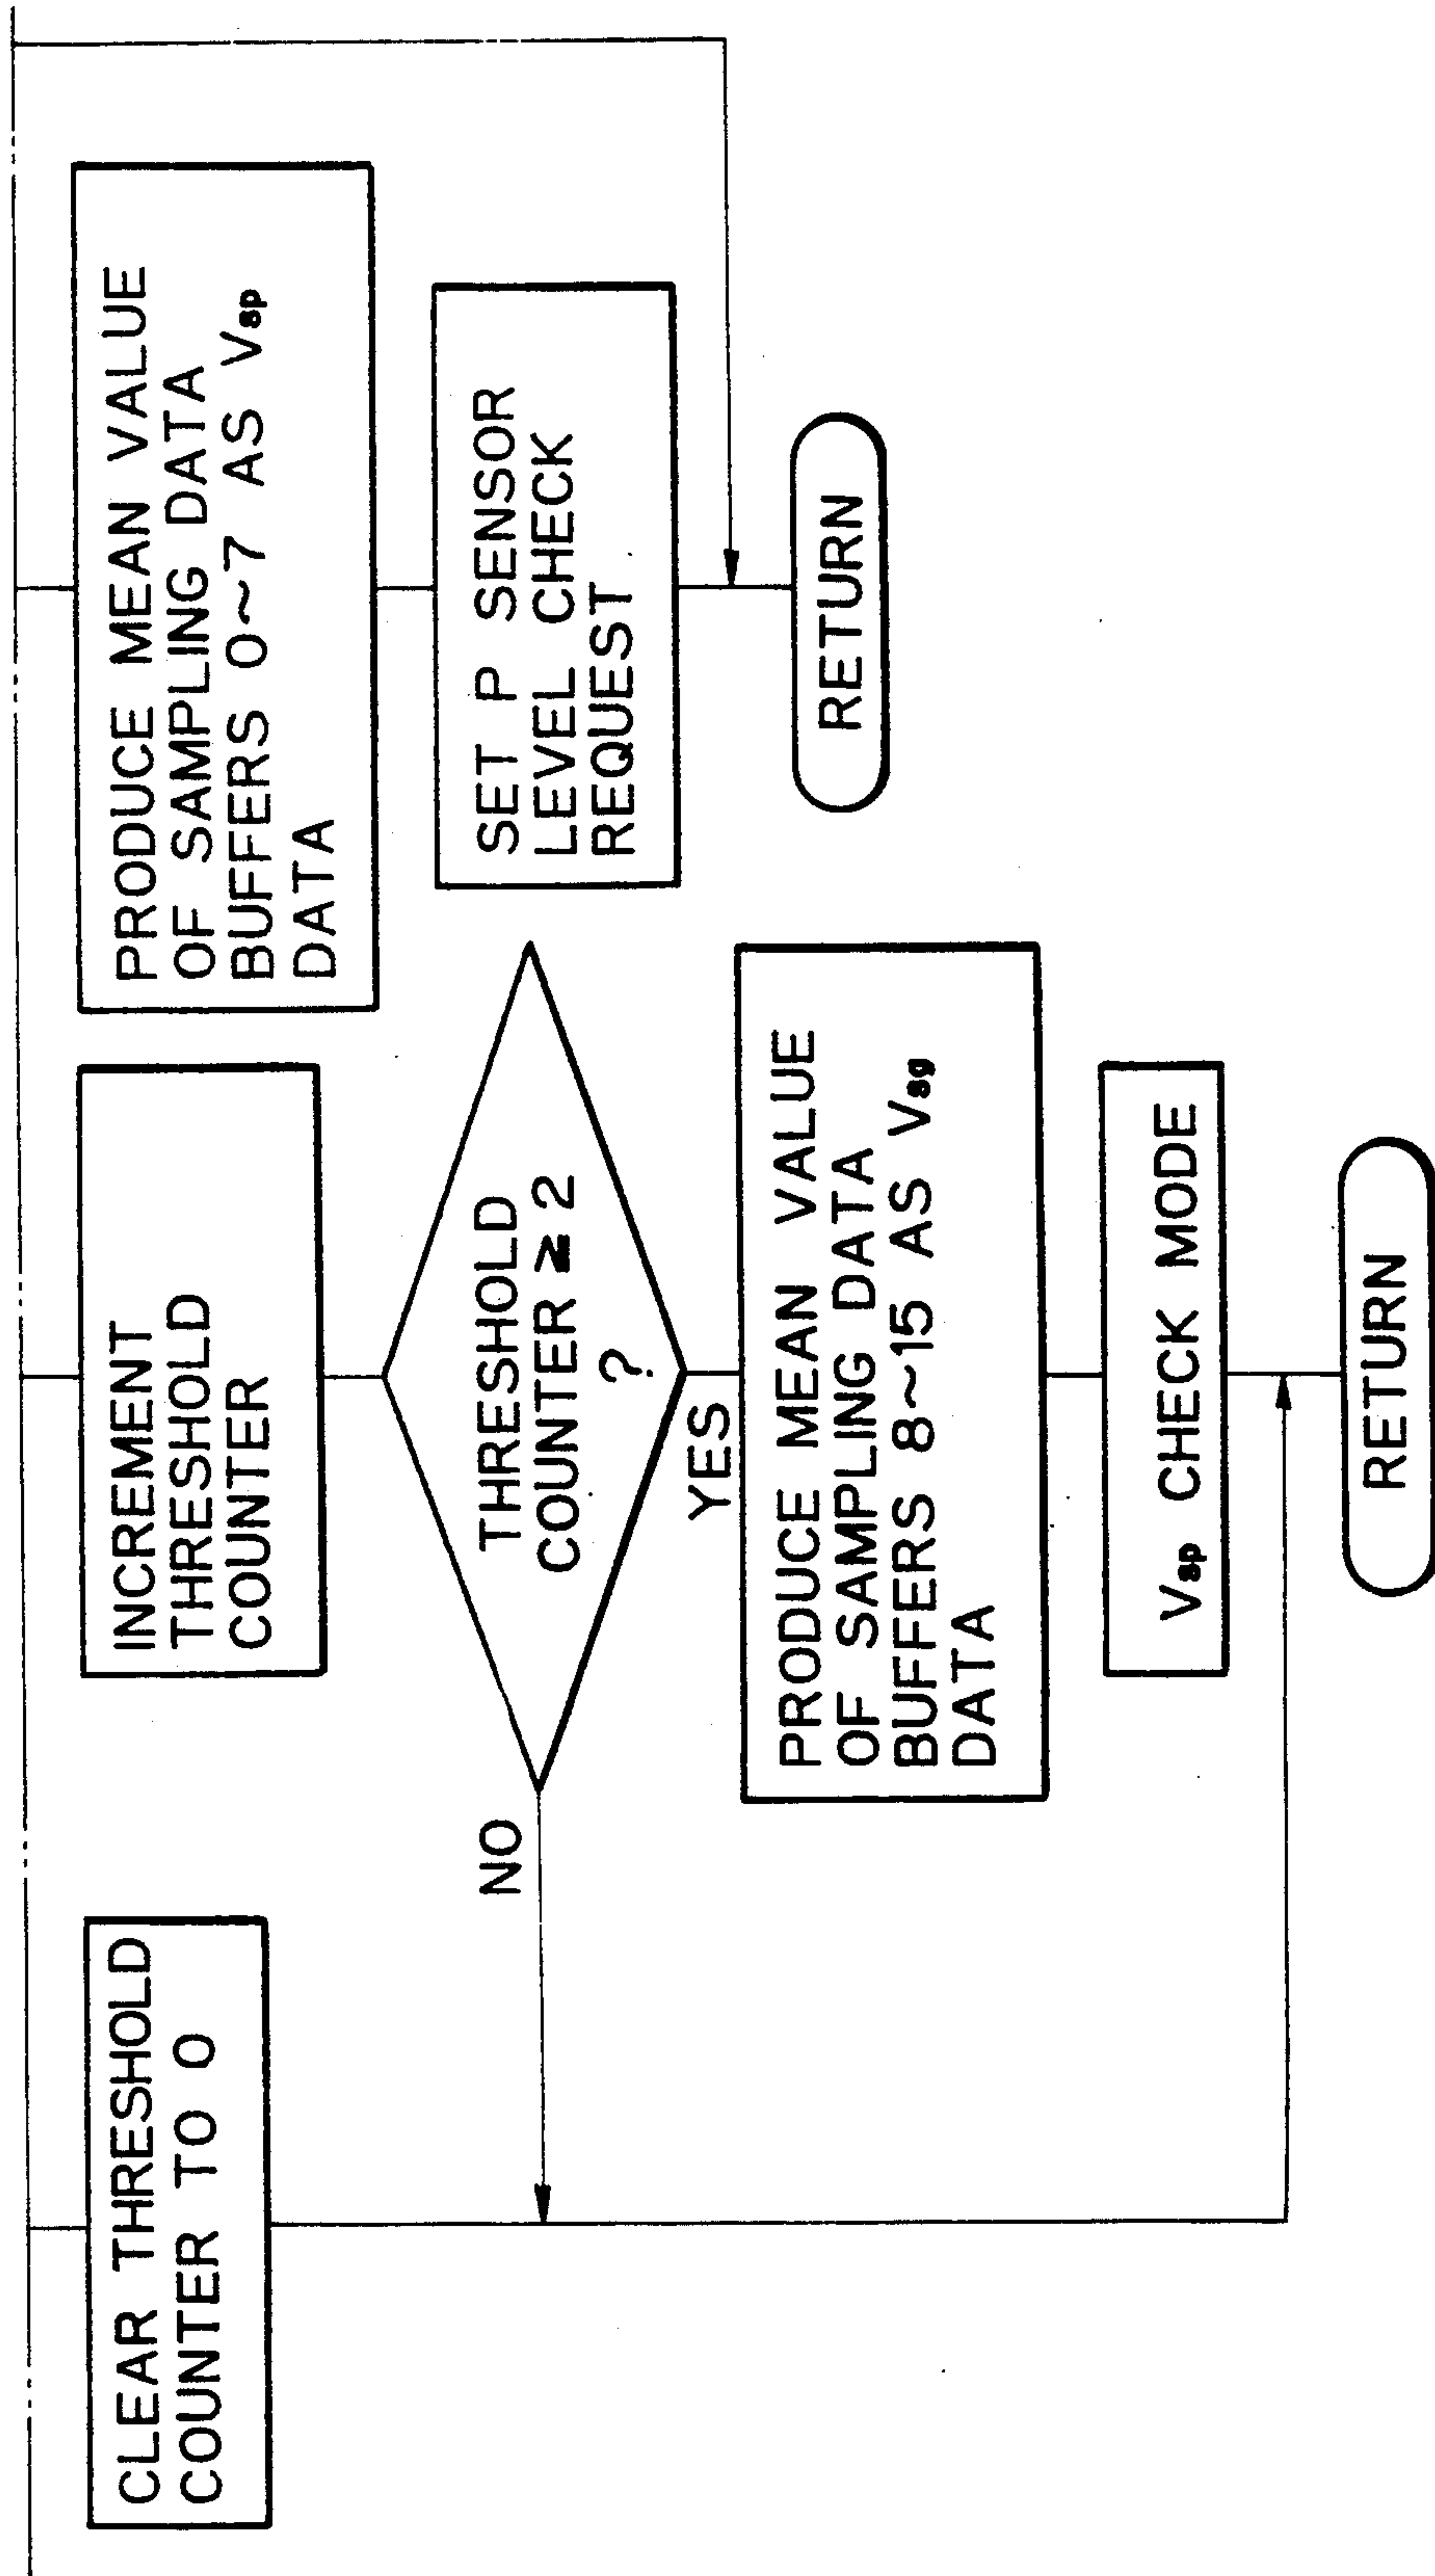 CLEAR THRESHOLD
COUNTER TO 0
INCREMENT
THRESHOLD
COUNTER
THRESHOLD
COUNTER ≧ 2
?
NO
YES
PRODUCE MEAN VALUE
OF SAMPLING DATA
BUFFERS 8~15 AS Vsg
DATA
Vsp CHECK MODE
RETURN
PRODUCE MEAN VALUE
OF SAMPLING DATA
BUFFERS 0~7 AS Vsp
DATA
SET P SENSOR
LEVEL CHECK
REQUEST
RETURN